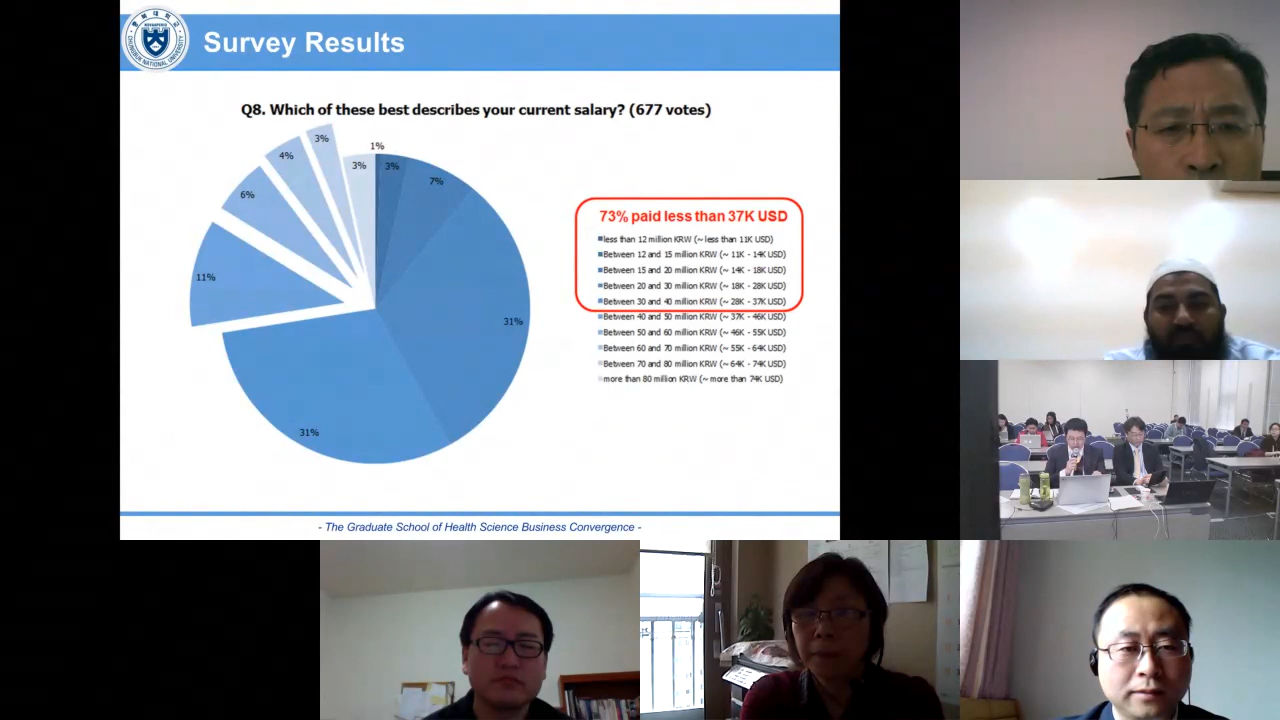 Survey Results
Q8. Which of these best describes your current salary? (677 votes)
1%
3%
7%
31%
31%
11%
6%
4%
3%
3%
73% paid less than 37K USD
less than 12 million KRW (~ less than 11K USD)
Between 12 and 15 million KRW (~ 11K - 14K USD)
Between 15 and 20 million KRW (~ 14K - 18K USD)
Between 20 and 30 million KRW (~ 18K - 28K USD)
Between 30 and 40 million KRW (~ 28K - 37K USD)
Between 40 and 50 million KRW (~ 37K - 46K USD)
Between 50 and 60 million KRW (~ 46K - 55K USD)
Between 60 and 70 million KRW (~ 55K - 64K USD)
Between 70 and 80 million KRW (~ 64K - 74K USD)
more than 80 million KRW (~ more than 74K USD)
- The Graduate School of Health Science Business Convergence -
CHUNGBUK NATIONAL UNIVERSITY